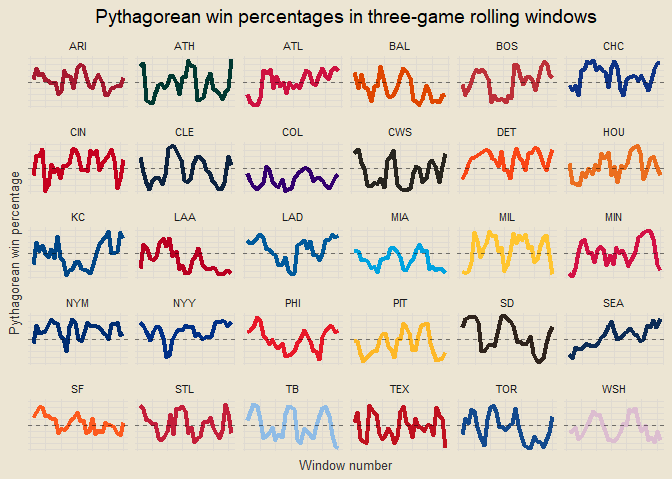 Pythagorean win percentages in three-game rolling windows
ARI ATH ATL BAL BOS CHC
CIN CLE COL CWS DET HOU
KC LAA LAD MIA MIL MIN
NYM NYY PHI PIT SD SEA
SF STL TB TEX TOR WSH
Pythagorean win percentage
Window number